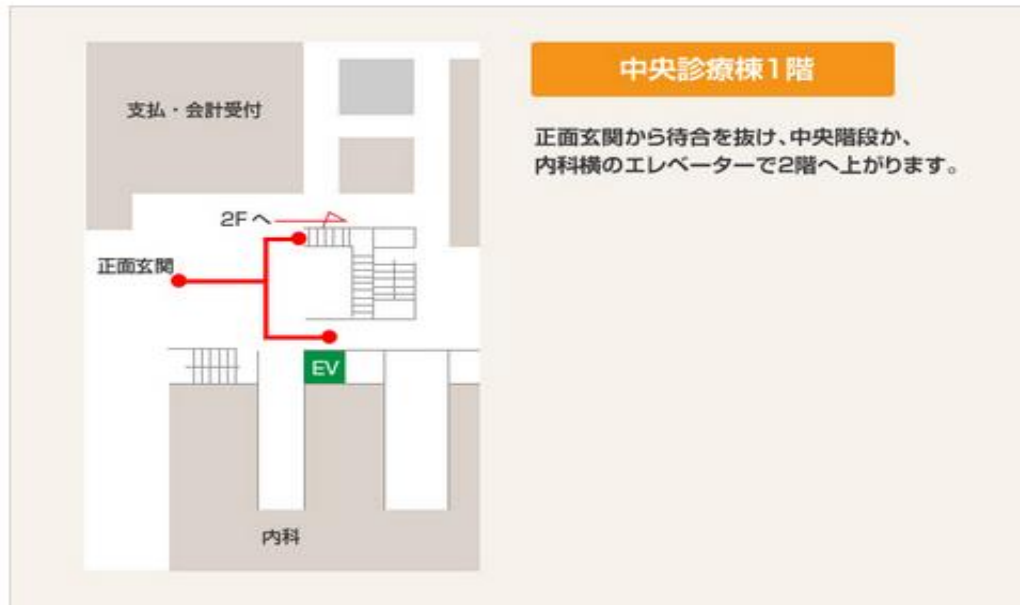 中央診療棟1階
正面玄関から待合を抜け、中央階段か、
内科横のエレベーターで2階へ上がります。
支払・会計受付
2Fへ
正面玄関
EV
内科